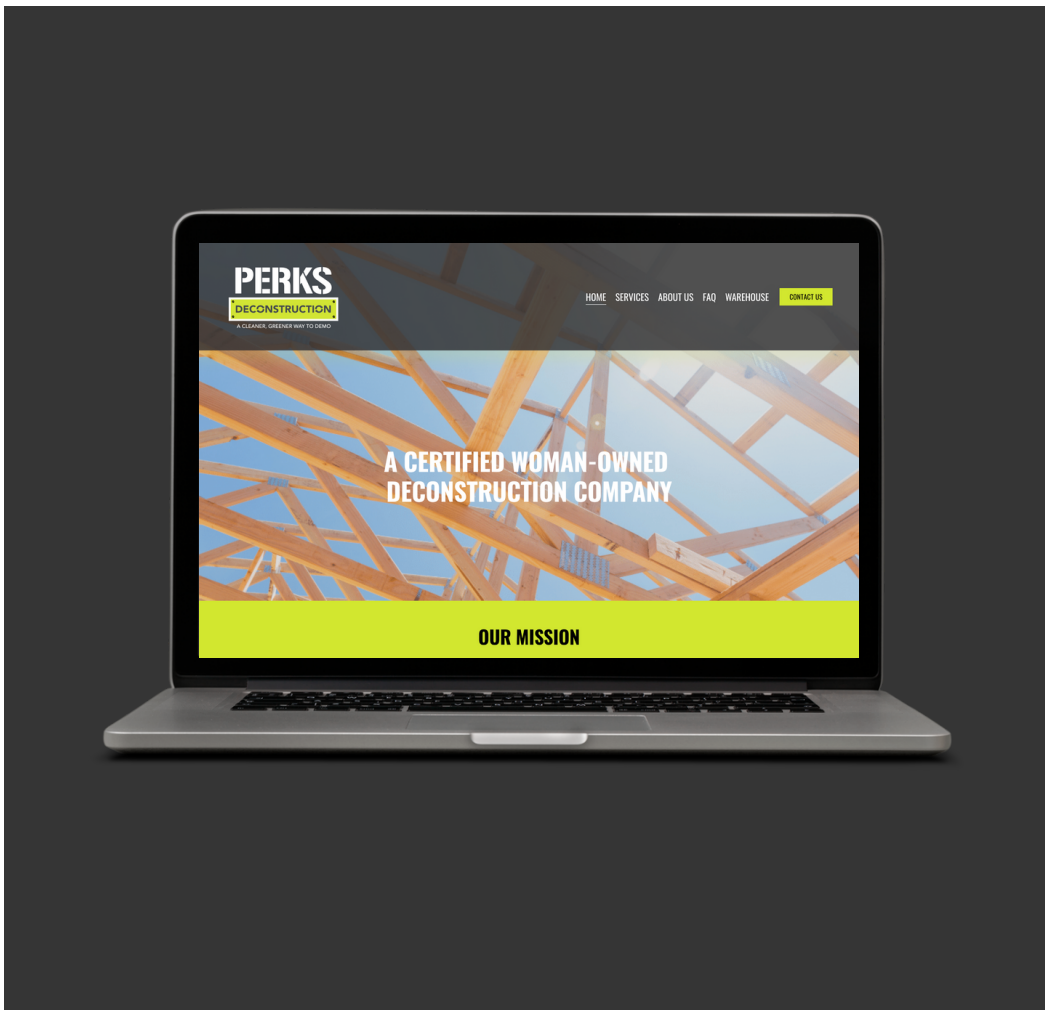 PERKS
DECONSTRUCTION
A CLEANER, GREENER WAY TO DEMO
HOME SERVICES ABOUT US FAQ WAREHOUSE CONTACT US
A CERTIFIED WOMAN-OWNED
DECONSTRUCTION COMPANY
OUR MISSION